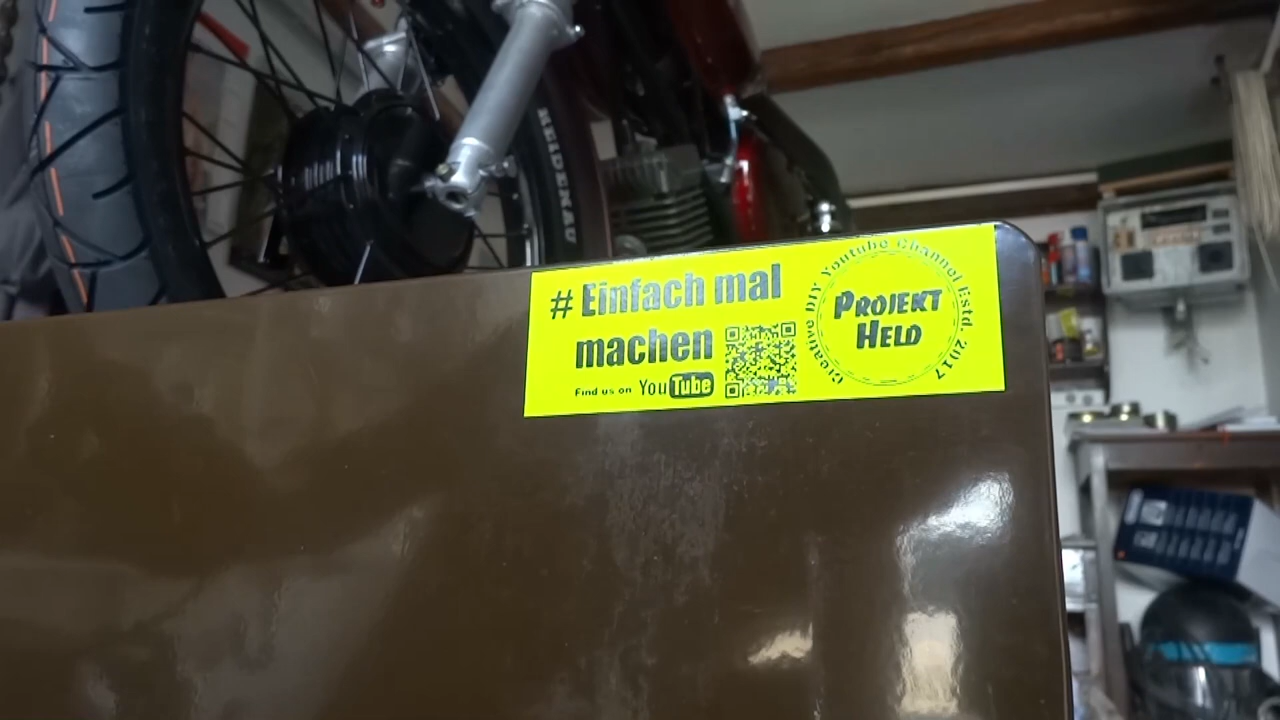 HEIDENAU
# Einfach mal
machen
Find us on YouTube
Creative DIY Youtube Channel Estd. 2017
PROJEKT
HELD